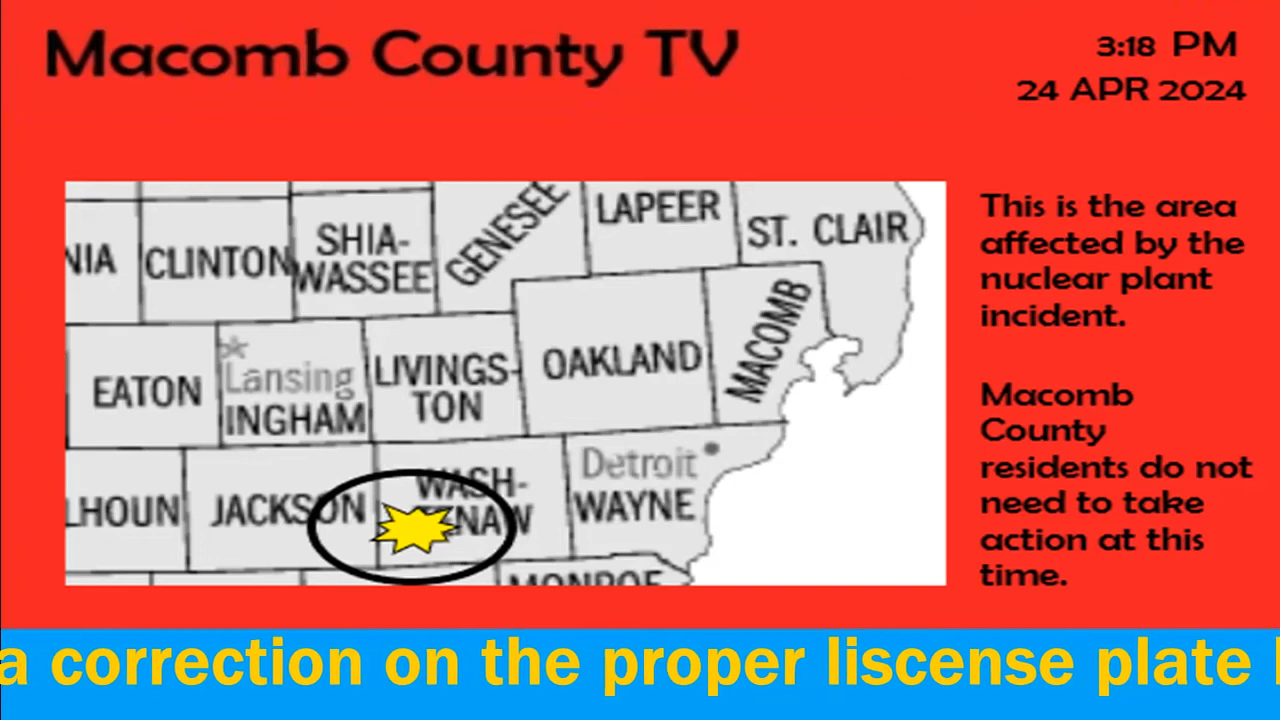 Macomb County TV
3:18 PM
24 APR 2024
NIA
CLINTON
SHIA-
WASSEE
GENESEE
LAPEER
ST. CLAIR
EATON
Lansing
INGHAM
LIVINGS-
TON
OAKLAND
MACOMB
LHOUN
JACKSON
WASH-
ENAW
Detroit
WAYNE
MONROE
This is the area
affected by the
nuclear plant
incident.
Macomb
County
residents do not
need to take
action at this
time.
a correction on the proper liscense plate